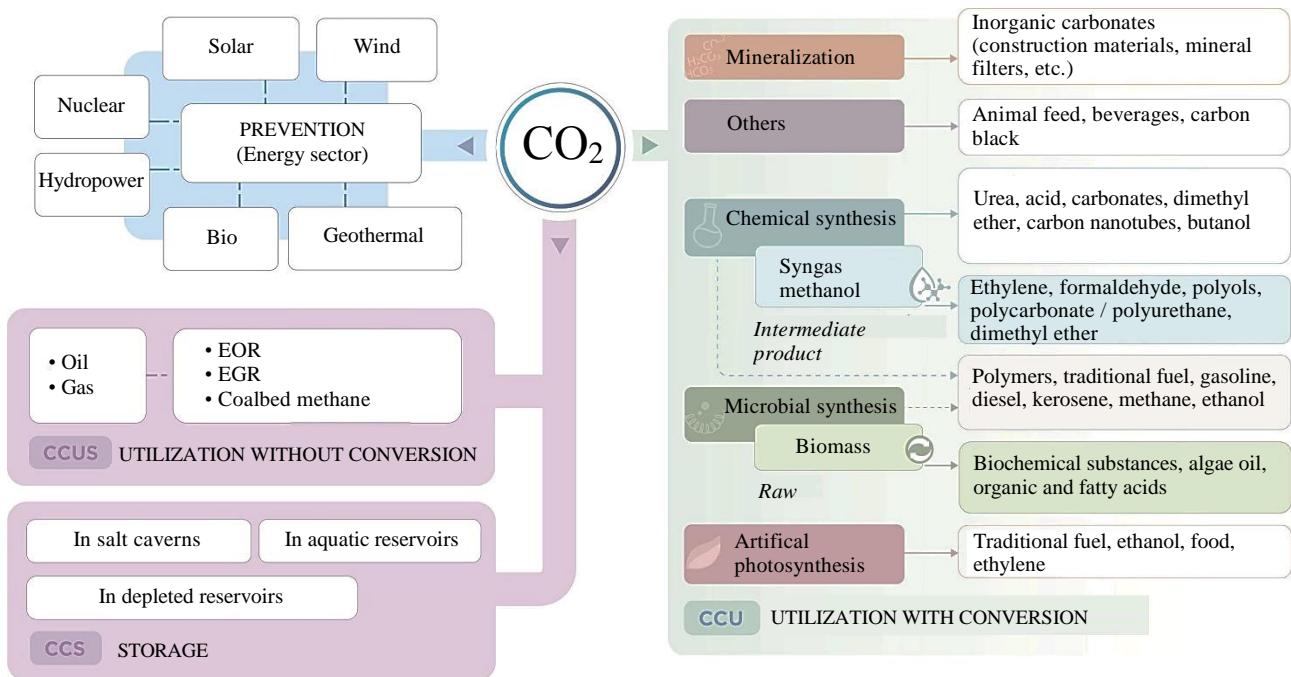 Solar
Wind
Nuclear
PREVENTION
(Energy sector)
Hydropower
Bio
Geothermal
CO₂
• Oil
• Gas
• EOR
• EGR
• Coalbed methane
CCUS UTILIZATION WITHOUT CONVERSION
In salt caverns
In aquatic reservoirs
In depleted reservoirs
CCS STORAGE
H₂CO₃
HCO₃
Mineralization
Inorganic carbonates
(construction materials, mineral
filters, etc.)
Others
Animal feed, beverages, carbon
black
Chemical synthesis
Urea, acid, carbonates, dimethyl
ether, carbon nanotubes, butanol
Syngas
methanol
Ethylene, formaldehyde, polyols,
polycarbonate / polyurethane,
dimethyl ether
Intermediate
product
Polymers, traditional fuel, gasoline,
diesel, kerosene, methane, ethanol
Microbial synthesis
Biomass
Biochemical substances, algae oil,
organic and fatty acids
Raw
Artifical
photosynthesis
Traditional fuel, ethanol, food,
ethylene
CCU UTILIZATION WITH CONVERSION